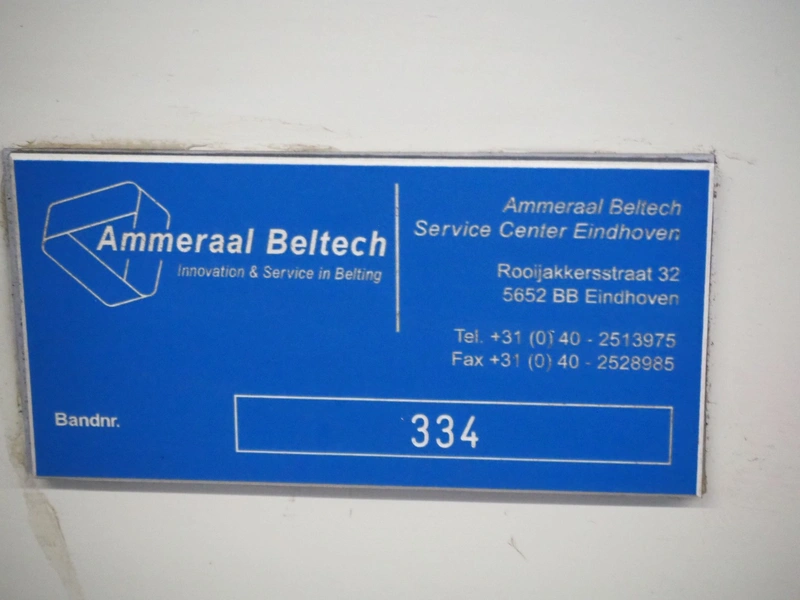 Ammeraal Beltech
Innovation & Service in Belting
Ammeraal Beltech
Service Center Eindhoven
Rooijakkersstraat 32
5652 BB Eindhoven
Tel. +31 (0) 40 - 2513975
Fax +31 (0) 40 - 2528985
Bandnr.
334